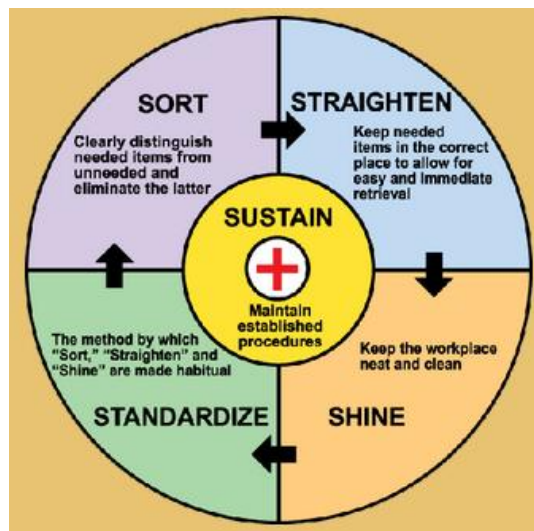 SORT
Clearly distinguish
needed items from
unneeded and
eliminate the latter
STRAIGHTEN
Keep needed
items in the correct
place to allow for
easy and immediate
retrieval
SUSTAIN
Maintain
established
procedures
Keep the workplace
neat and clean
SHINE
The method by which
“Sort,” “Straighten” and
“Shine” are made habitual
STANDARDIZE